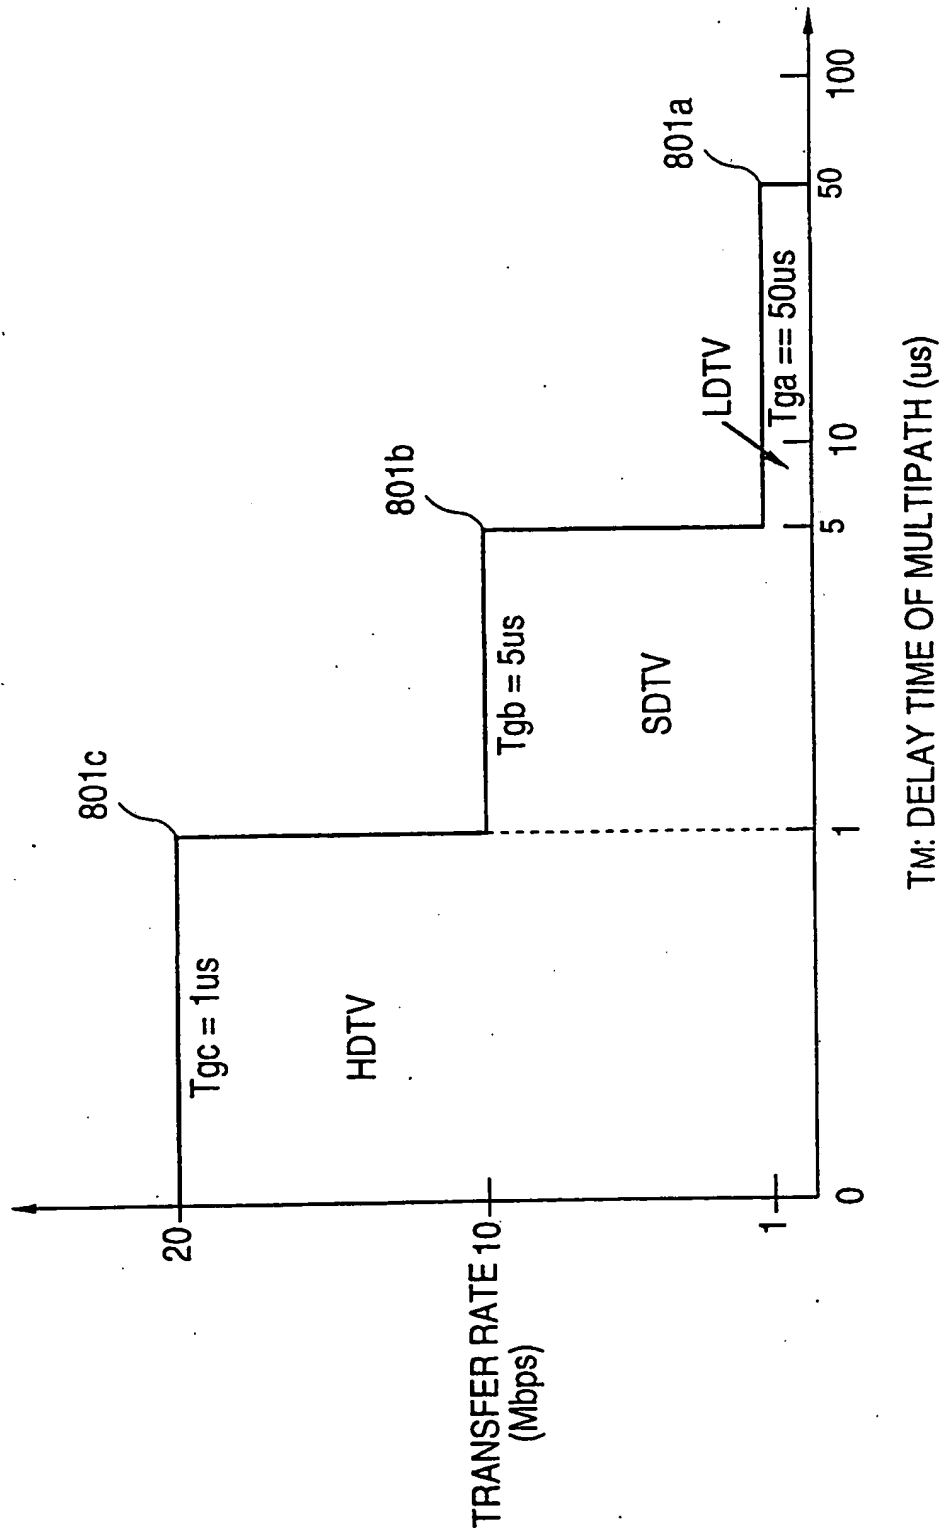 801c
801b
801a
20
Tgc = 1us
HDTV
TRANSFER RATE
(Mbps)
10
Tgb = 5us
SDTV
LDTV
1
Tga == 50us
0
1
5
10
50
100
TM: DELAY TIME OF MULTIPATH (us)